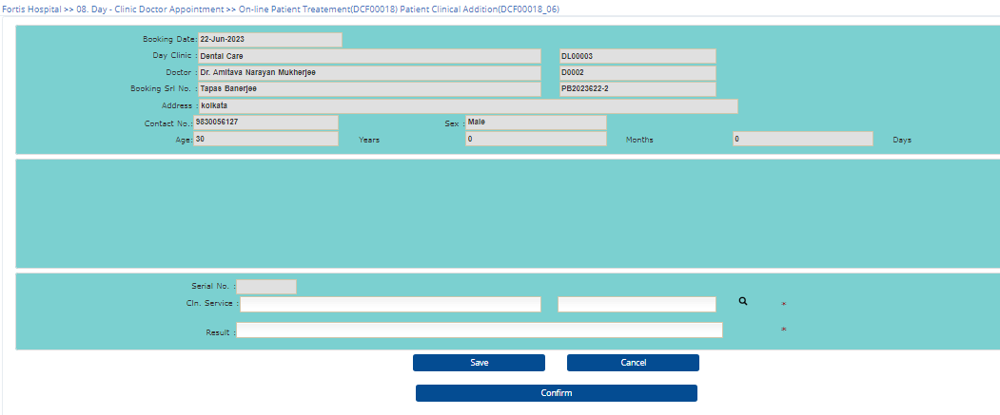 Fortis Hospital >> 08. Day - Clinic Doctor Appointment >> On-line Patient Treatement(DCF00018) Patient Clinical Addition(DCF00018_06)
Booking Date: 22-Jun-2023
Day Clinic : Dental Care DL00003
Doctor : Dr. Amitava Narayan Mukherjee D0002
Booking Srl No. : Tapas Banerjee PB2023622-2
Address : kolkata
Contact No.: 9830056127 Sex : Male
Age: 30 Years 0 Months 0 Days
Serial No. :
Cln. Service : *
Result : *
Save Cancel
Confirm